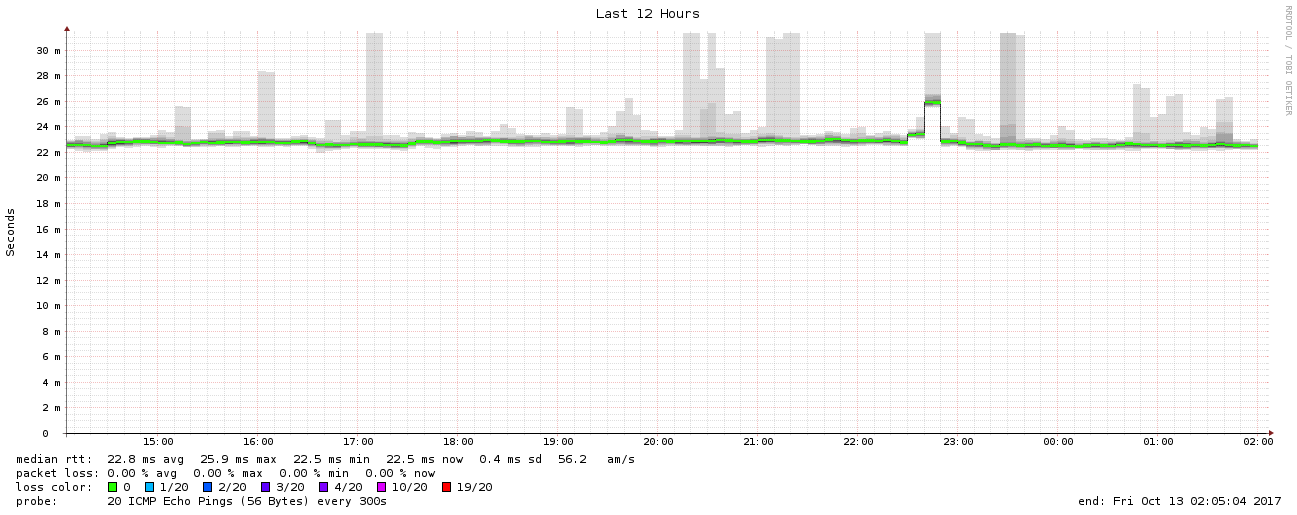 Last 12 Hours
RRDTOOL / TOBI OETIKER
Seconds
30 m
28 m
26 m
24 m
22 m
20 m
18 m
16 m
14 m
12 m
10 m
8 m
6 m
4 m
2 m
0
15:00 16:00 17:00 18:00 19:00 20:00 21:00 22:00 23:00 00:00 01:00 02:00
median rtt: 22.8 ms avg 25.9 ms max 22.5 ms min 22.5 ms now 0.4 ms sd 56.2 am/s
packet loss: 0.00 % avg 0.00 % max 0.00 % min 0.00 % now
loss color: 0 1/20 2/20 3/20 4/20 10/20 19/20
probe: 20 ICMP Echo Pings (56 Bytes) every 300s
end: Fri Oct 13 02:05:04 2017